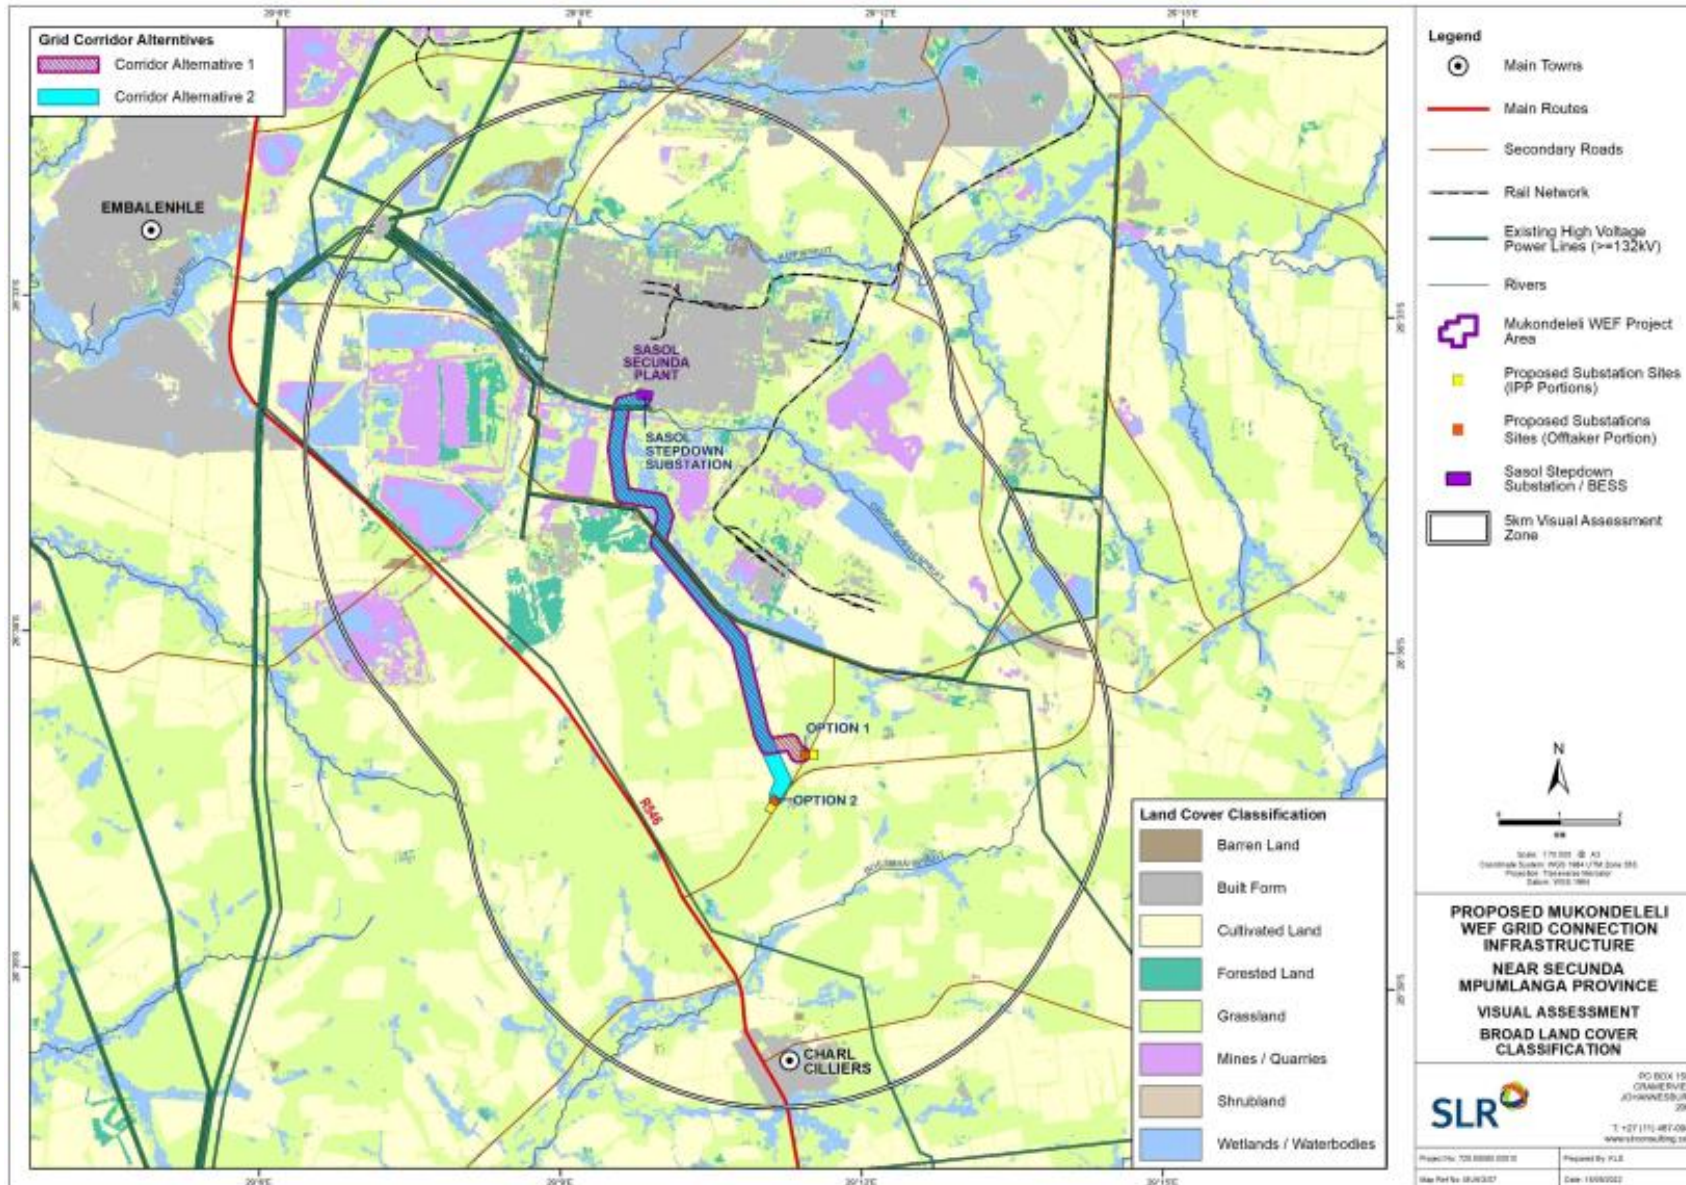 Grid Corridor Alterntives
Corridor Alternative 1
Corridor Alternative 2
EMBALENHLE
SASOL
SECUNDA
PLANT
SASOL
STEPDOWN
SUBSTATION
OPTION 1
OPTION 2
R546
CHARL
CILLIERS
Land Cover Classification
Barren Land
Built Form
Cultivated Land
Forested Land
Grassland
Mines / Quarries
Shrubland
Wetlands / Waterbodies
Legend
Main Towns
Main Routes
Secondary Roads
Rail Network
Existing High Voltage
Power Lines (>=132kV)
Rivers
Mukondeleli WEF Project
Area
Proposed Substation Sites
(IPP Portions)
Proposed Substations
Sites (Offtaker Portion)
Sasol Stepdown
Substation / BESS
5km Visual Assessment
Zone
N
PROPOSED MUKONDELELI
WEF GRID CONNECTION
INFRASTRUCTURE
NEAR SECUNDA
MPUMLANGA PROVINCE
VISUAL ASSESSMENT
BROAD LAND COVER
CLASSIFICATION
SLR